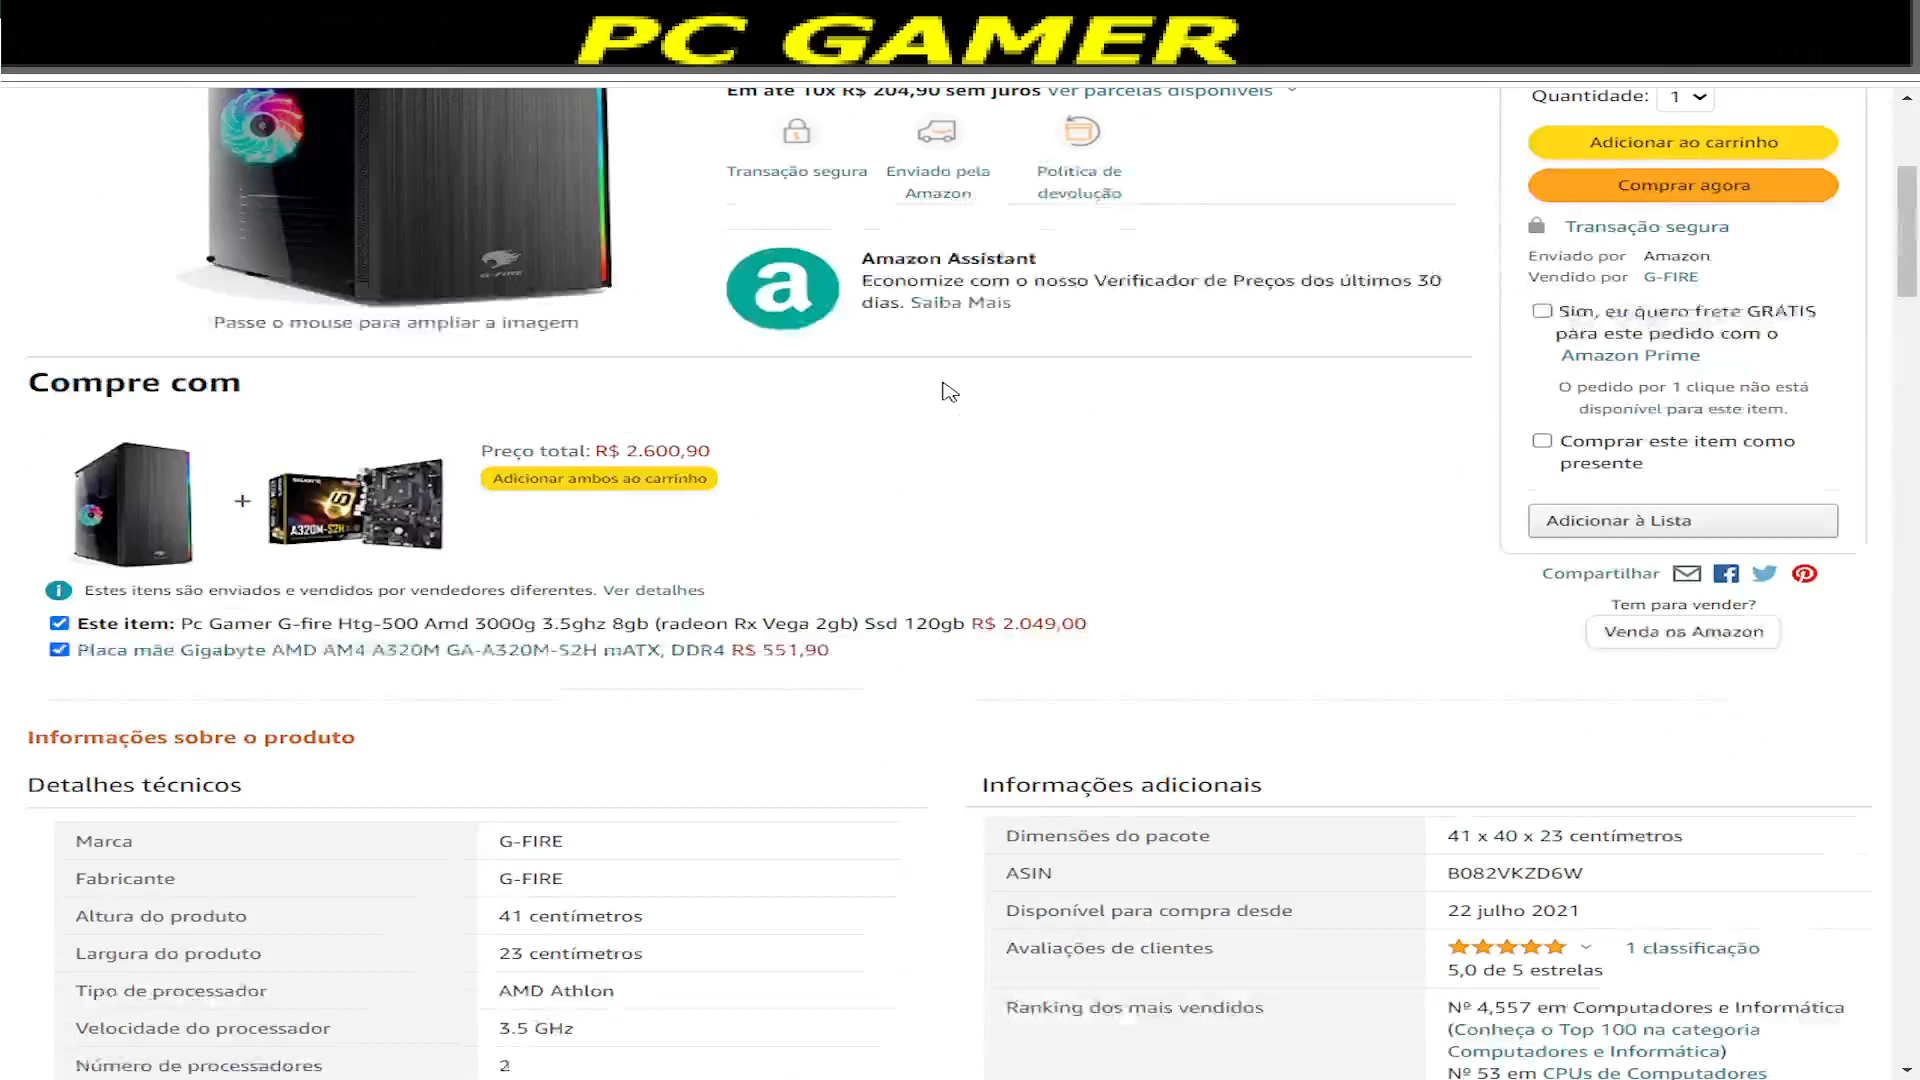 PC GAMER
Em até 10x R$ 204,90 sem juros Ver parcelas disponíveis
Transação segura
Enviado pela
Amazon
Política de
devolução
Amazon Assistant
Economize com o nosso Verificador de Preços dos últimos 30
dias. Saiba Mais
G-FIRE
Passe o mouse para ampliar a imagem
Quantidade: 1
Adicionar ao carrinho
Comprar agora
Transação segura
Enviado por Amazon
Vendido por G-FIRE
Sim, eu quero frete GRÁTIS
para este pedido com o
Amazon Prime
O pedido por 1 clique não está
disponível para este item.
Comprar este item como
presente
Adicionar à Lista
Compartilhar
Tem para vender?
Venda na Amazon
Compre com
+
A320M-S2H
Preço total: R$ 2.600,90
Adicionar ambos ao carrinho
Estes itens são enviados e vendidos por vendedores diferentes. Ver detalhes
Este item: Pc Gamer G-fire Htg-500 Amd 3000g 3.5ghz 8gb (radeon Rx Vega 2gb) Ssd 120gb R$ 2.049,00
Placa mãe Gigabyte AMD AM4 A320M GA-A320M-S2H mATX, DDR4 R$ 551,90
Informações sobre o produto
Detalhes técnicos
Marca G-FIRE
Fabricante G-FIRE
Altura do produto 41 centímetros
Largura do produto 23 centímetros
Tipo de processador AMD Athlon
Velocidade do processador 3.5 GHz
Número de processadores 2
Informações adicionais
Dimensões do pacote 41 x 40 x 23 centímetros
ASIN B082VKZD6W
Disponível para compra desde 22 julho 2021
Avaliações de clientes 1 classificação
5,0 de 5 estrelas
Ranking dos mais vendidos Nº 4,557 em Computadores e Informática
(Conheça o Top 100 na categoria
Computadores e Informática)
Nº 53 em CPUs de Computadores